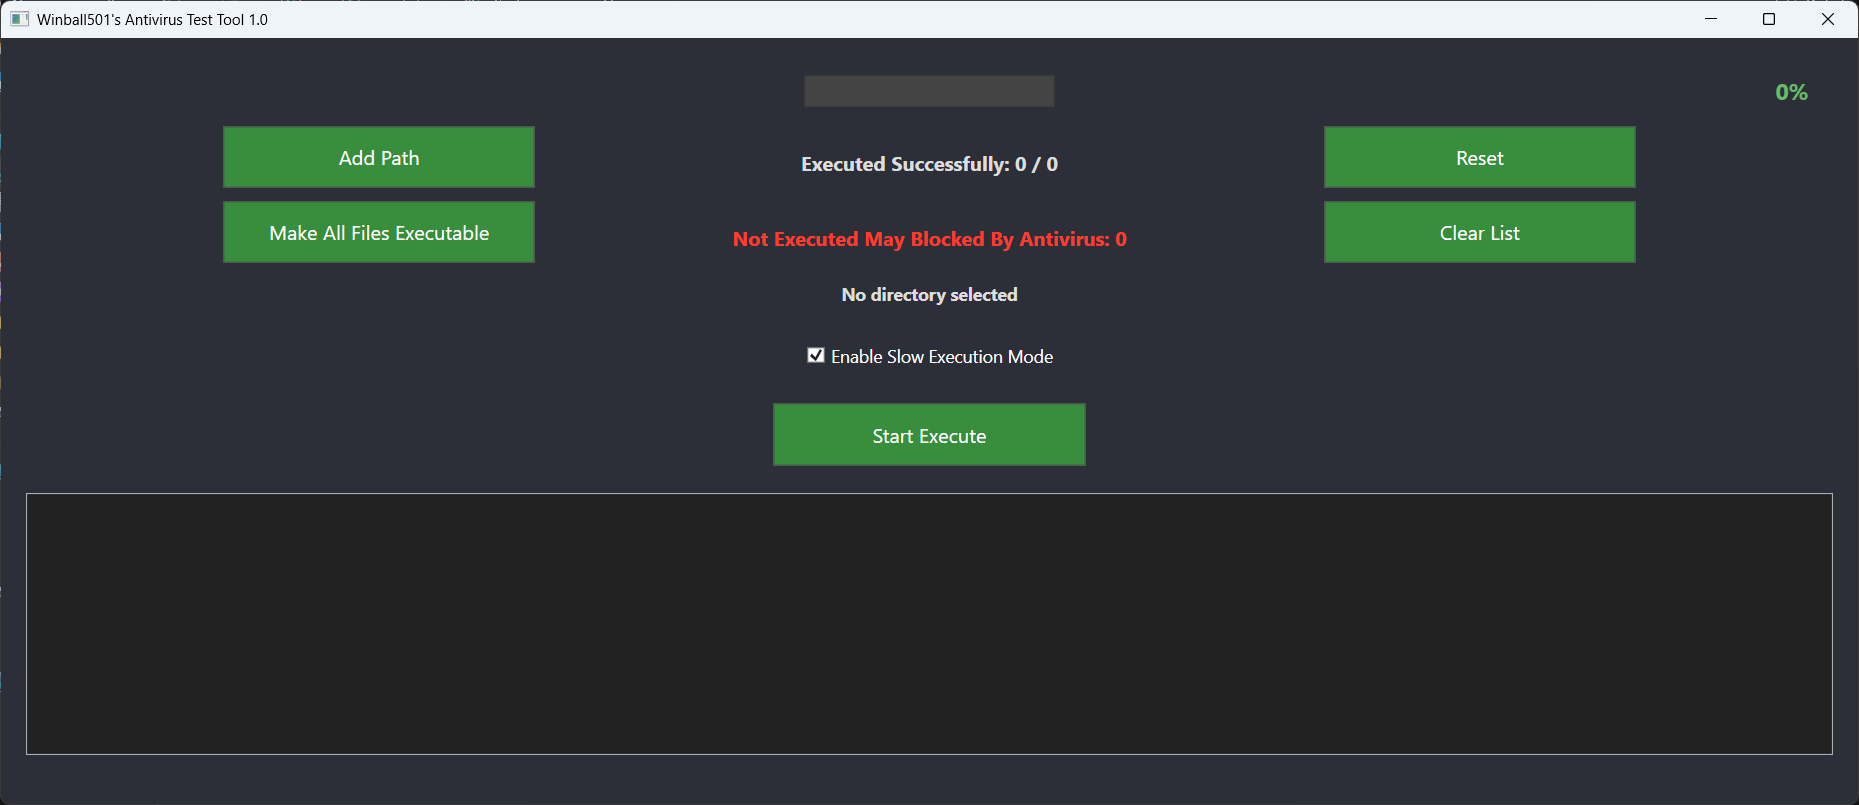 Winball501's Antivirus Test Tool 1.0
0%
Add Path
Executed Successfully: 0 / 0
Reset
Make All Files Executable
Not Executed May Blocked By Antivirus: 0
Clear List
No directory selected
Enable Slow Execution Mode
Start Execute